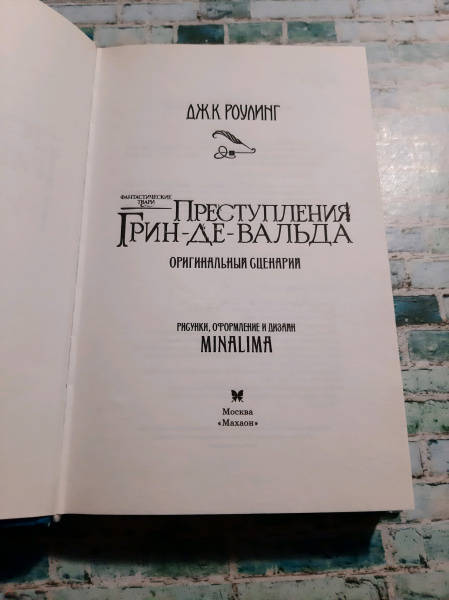 ДЖ.К. РОУЛИНГ
ФАНТАСТИЧЕСКИЕ
ТВАРИ
ПРЕСТУПЛЕНИЯ
ГРИН-ДЕ-ВАЛЬДА
ОРИГИНАЛЬНЫЙ СЦЕНАРИЙ
РИСУНКИ, ОФОРМЛЕНИЕ И ДИЗАЙН
MINALIMA
Москва
«Махаон»